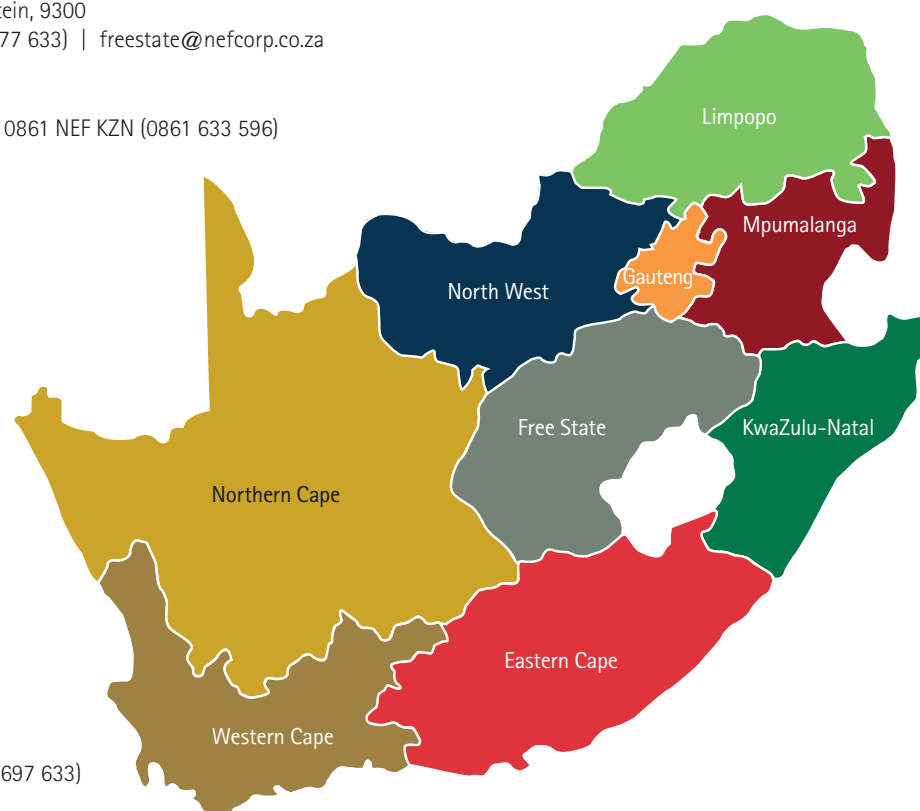 tein, 9300
77 633) | freestate@nefcorp.co.za
0861 NEF KZN (0861 633 596)
Limpopo
Mpumalanga
Gauteng
North West
Free State
KwaZulu-Natal
Northern Cape
Eastern Cape
Western Cape
697 633)